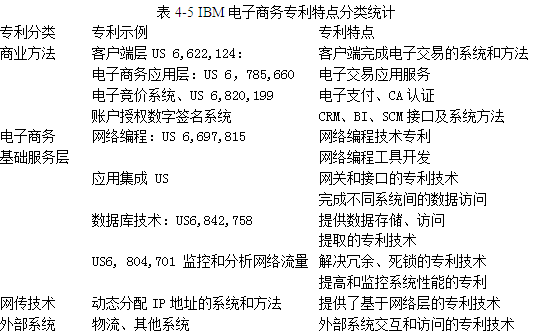 表 4-5 IBM 电子商务专利特点分类统计
专利分类 专利示例 专利特点
商业方法 客户端层 US 6,622,124： 客户端完成电子交易的系统和方法
电子商务应用层：US 6，785,660 电子交易应用服务
电子竞价系统、US 6,820,199 电子支付、CA 认证
账户授权数字签名系统 CRM、BI、SCM 接口及系统方法
电子商务 网络编程：US 6,697,815 网络编程技术专利
基础服务层 网络编程工具开发
应用集成 US 网关和接口的专利技术
完成不同系统间的数据访问
数据库技术：US6,842,758 提供数据存储、访问
提取的专利技术
US6, 804,701 监控和分析网络流量 解决冗余、死锁的专利技术
提高和监控系统性能的专利
网传技术 动态分配 IP 地址的系统和方法 提供了基于网络层的专利技术
外部系统 物流、其他系统 外部系统交互和访问的专利技术